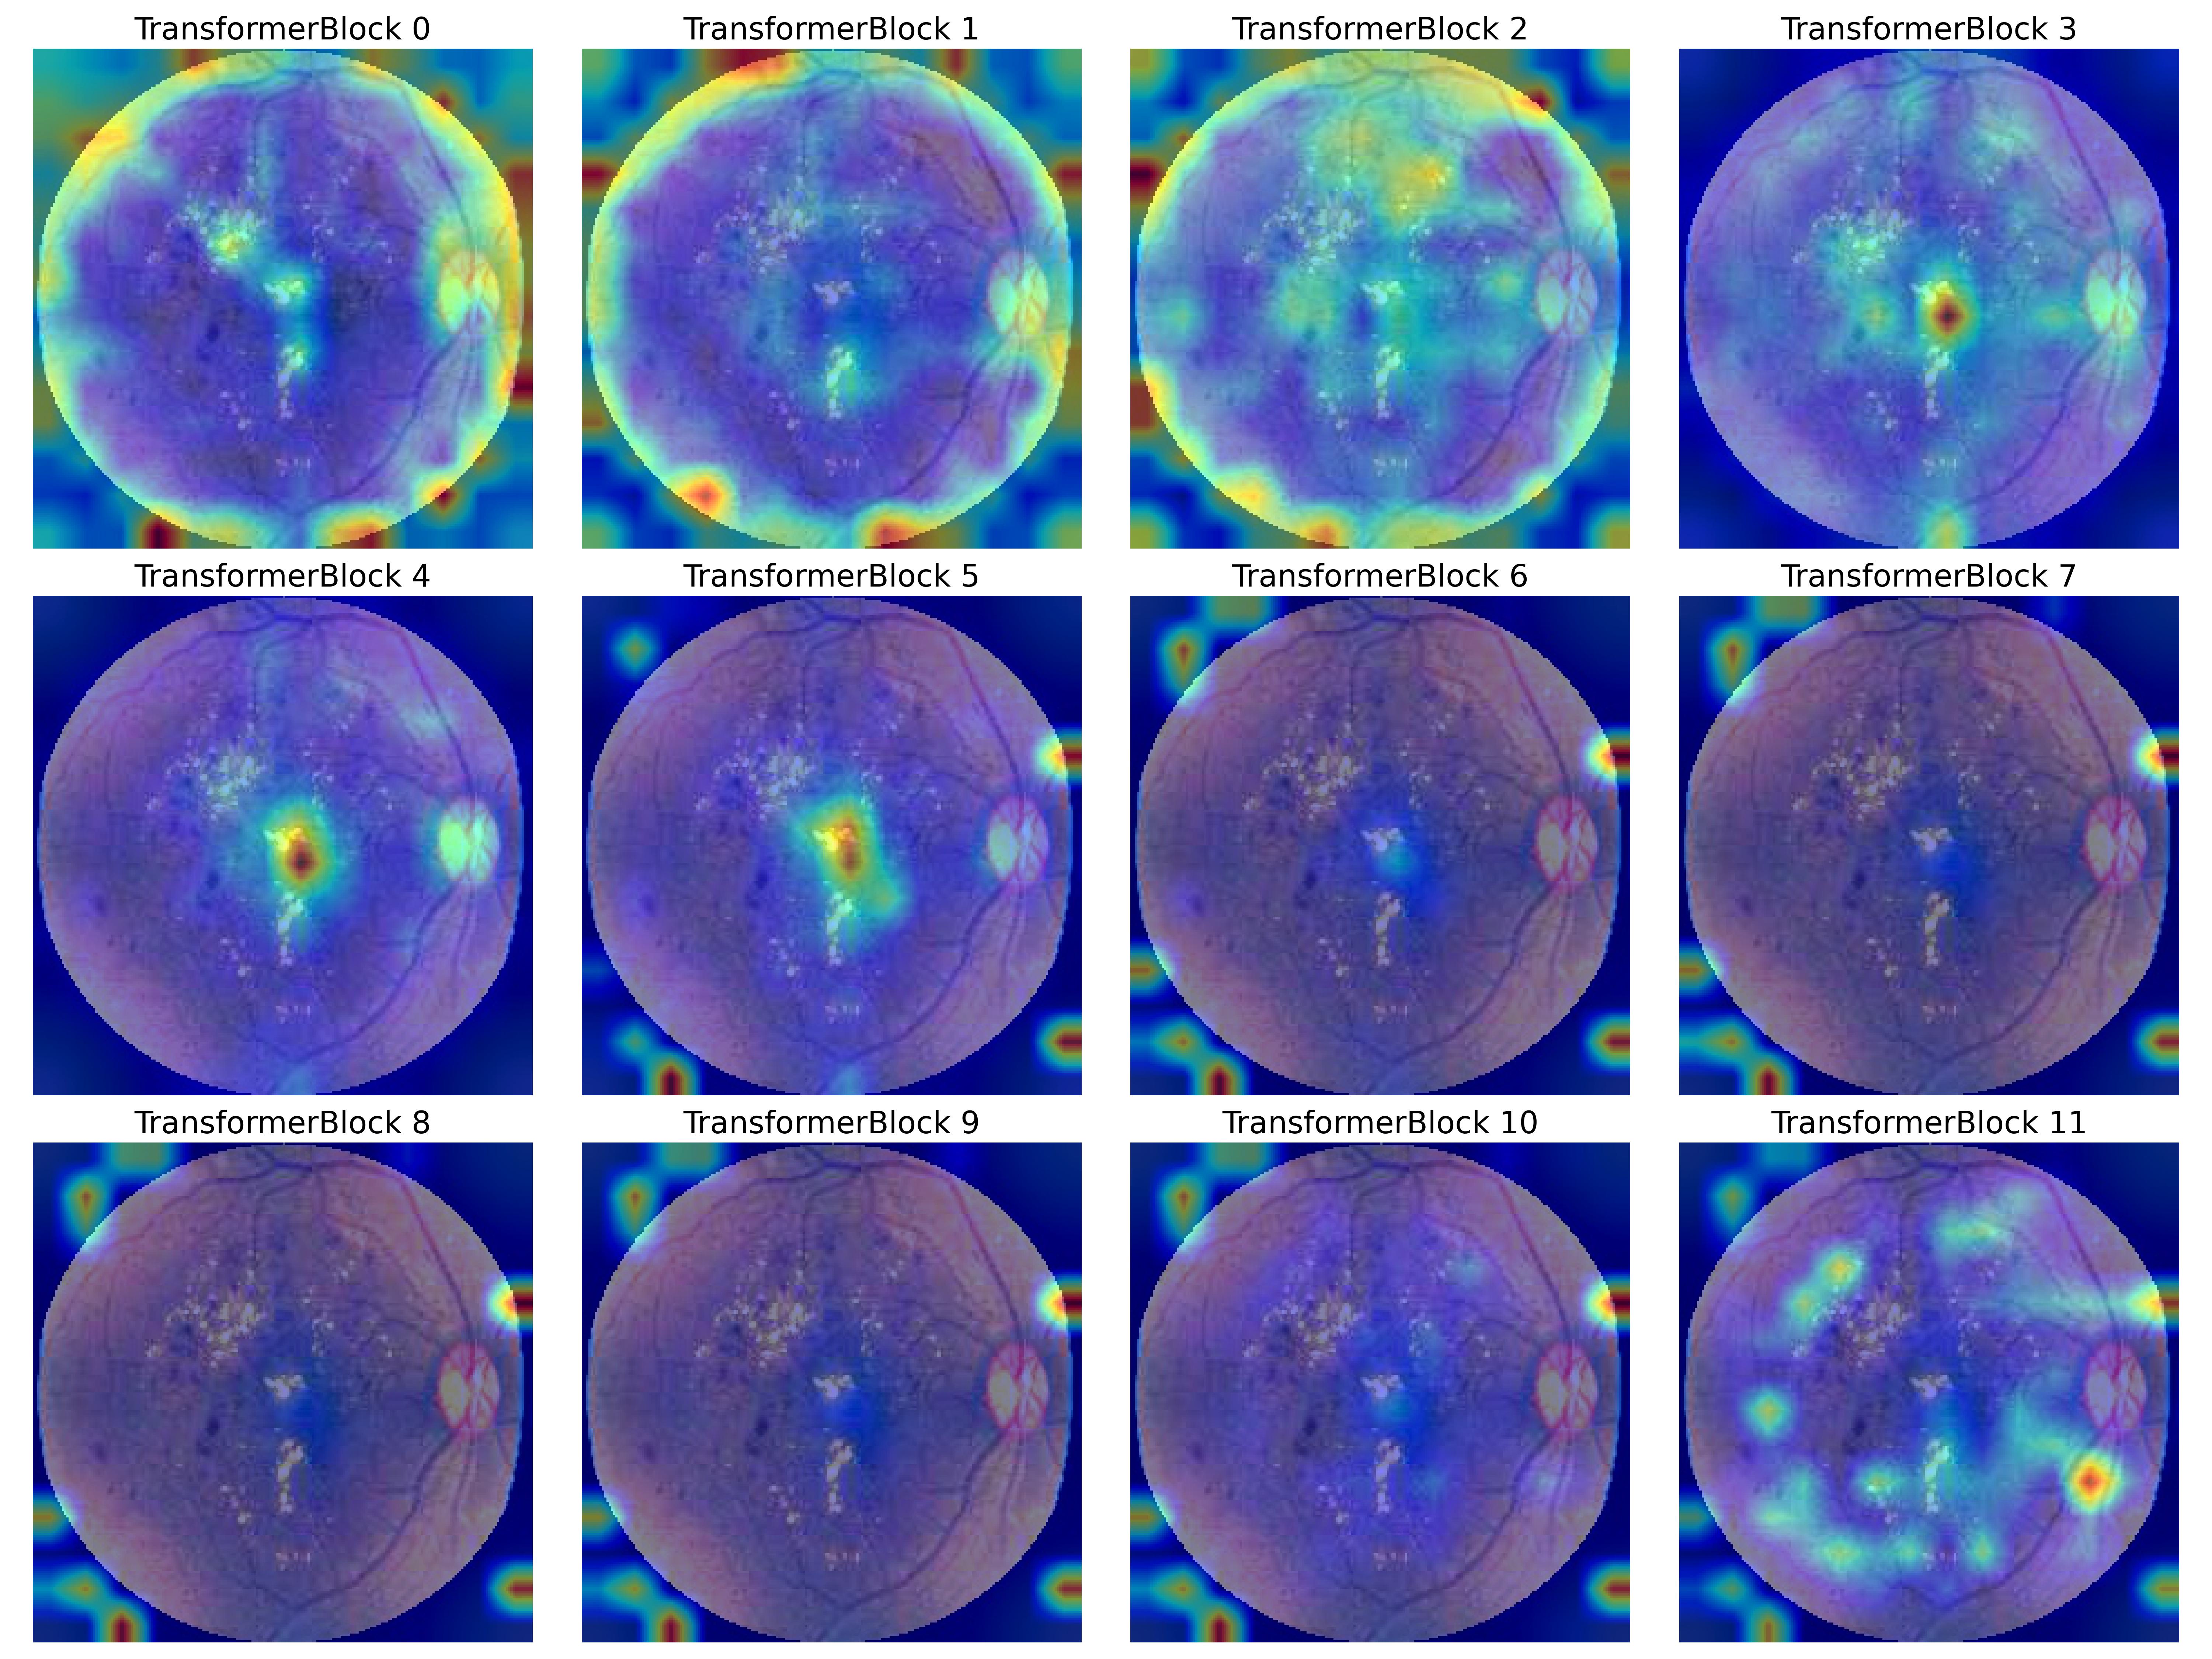 TransformerBlock 0
TransformerBlock 1
TransformerBlock 2
TransformerBlock 3
TransformerBlock 4
TransformerBlock 5
TransformerBlock 6
TransformerBlock 7
TransformerBlock 8
TransformerBlock 9
TransformerBlock 10
TransformerBlock 11